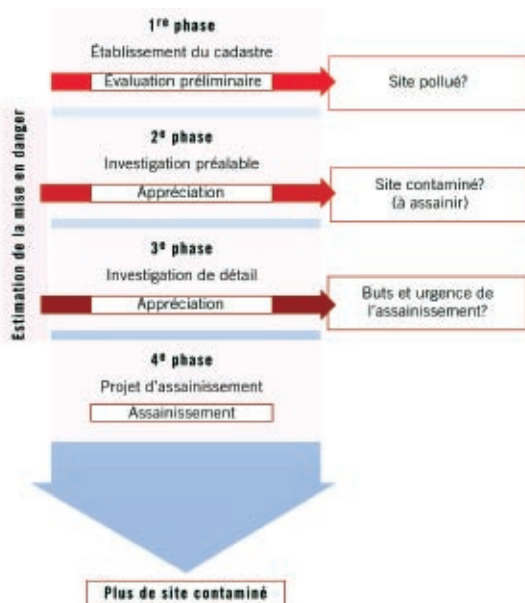 1re phase
Établissement du cadastre
Évaluation préliminaire
Site pollué?
Estimation de la mise en danger
2e phase
Investigation préalable
Appréciation
Site contaminé?
(à assainir)
3e phase
Investigation de détail
Appréciation
Buts et urgence de
l'assainissement?
4e phase
Projet d'assainissement
Assainissement
Plus de site contaminé